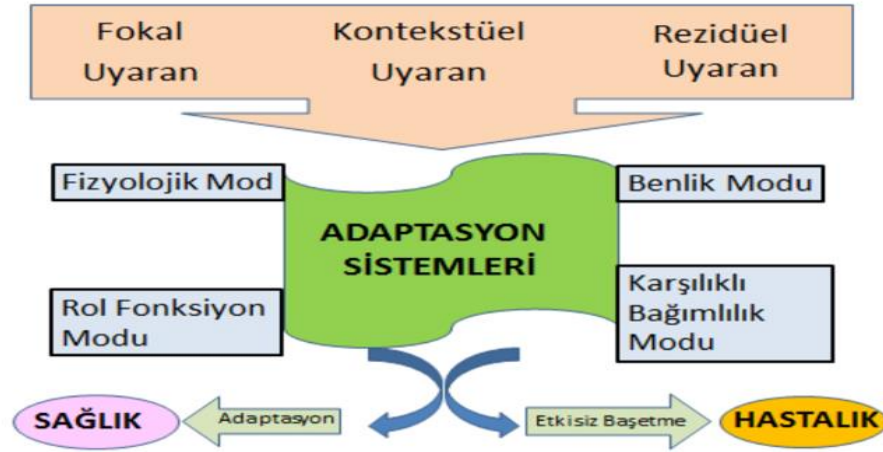 Fokal
Uyaran
Kontekstüel
Uyaran
Rezidüel
Uyaran
Fizyolojik Mod
Benlik Modu
ADAPTASYON
SİSTEMLERİ
Rol Fonksiyon
Modu
Karşılıklı
Bağımlılık
Modu
SAĞLIK
Adaptasyon
Etkisiz Başetme
HASTALIK